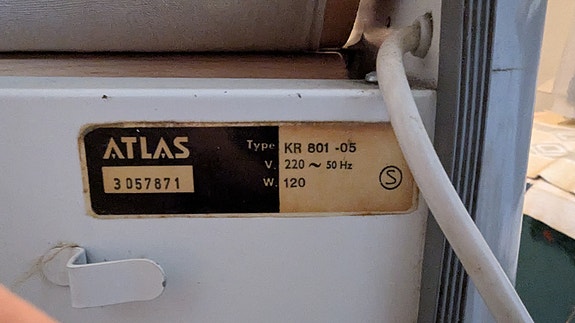 ATLAS
3057871
Type KR 801 -05
V. 220 ~ 50 Hz
W. 120
S